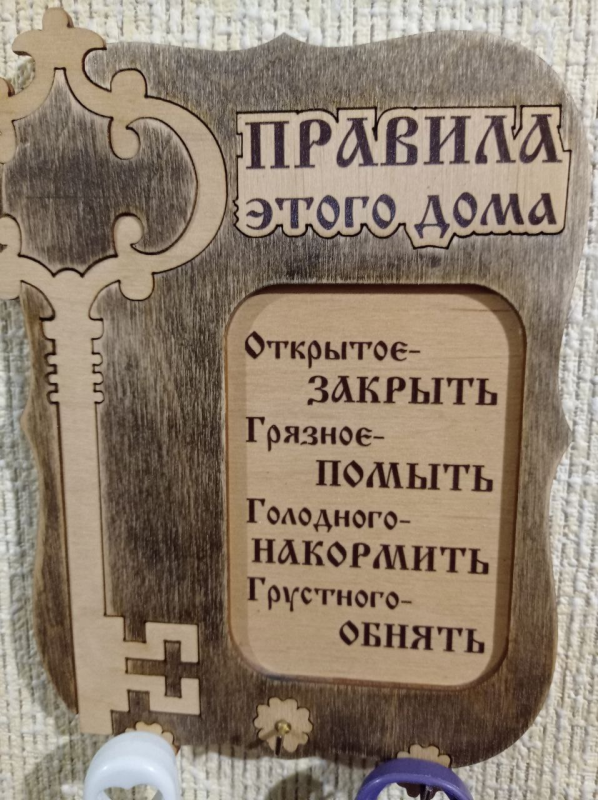 ПРАВИЛА
ЭТОГО ДОМА
Открытое-
ЗАКРЫТЬ
Грязное-
ПОМЫТЬ
Голодного-
НАКОРМИТЬ
Грустного-
ОБНЯТЬ